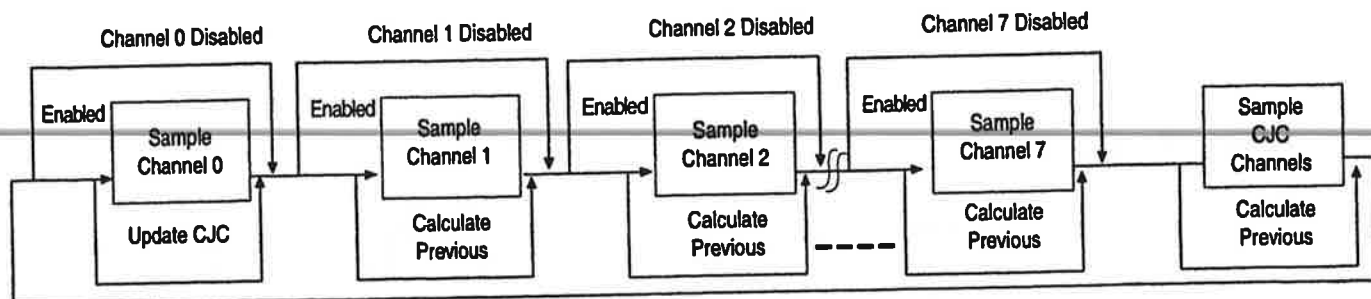 Channel 0 Disabled
Channel 1 Disabled
Channel 2 Disabled
Channel 7 Disabled
Enabled
Sample
Channel 0
Update CJC
Enabled
Sample
Channel 1
Calculate
Previous
Enabled
Sample
Channel 2
Calculate
Previous
Enabled
Sample
Channel 7
Calculate
Previous
Sample
CJC
Channels
Calculate
Previous